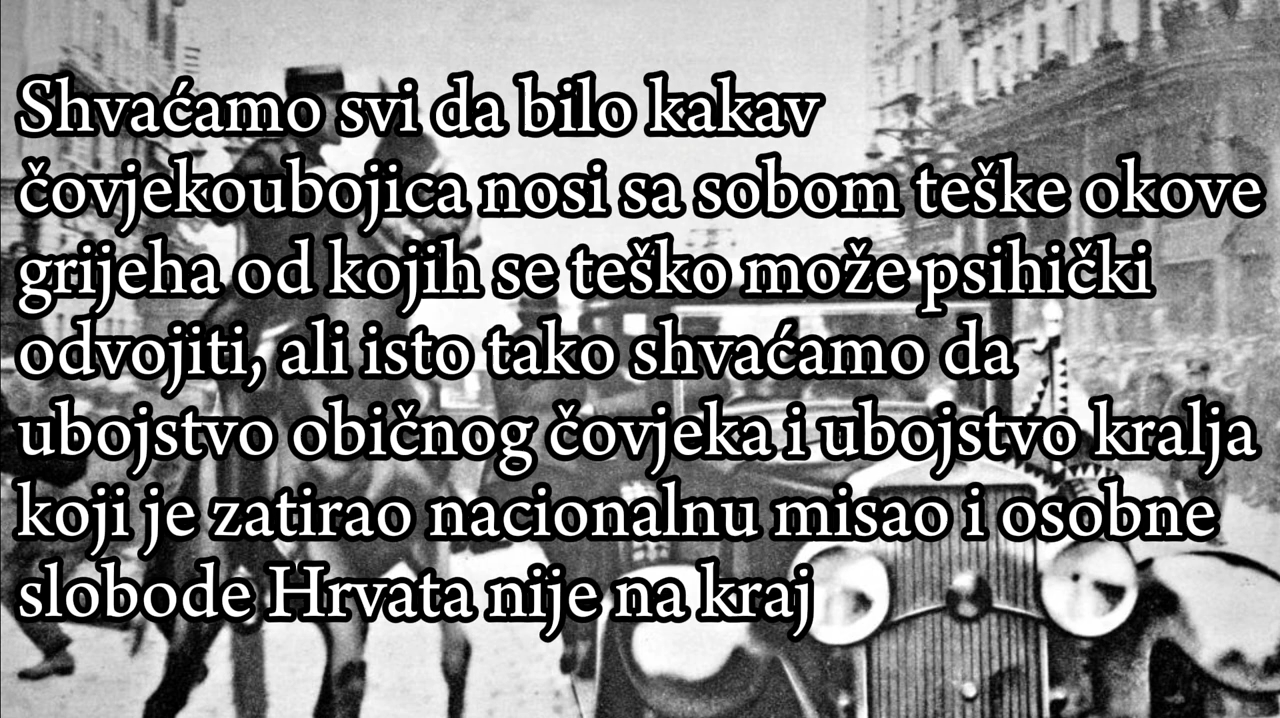 Shvaćamo svi da bilo kakav
čovjekoubojica nosi sa sobom teške okove
grijeha od kojih se teško može psihički
odvojiti, ali isto tako shvaćamo da
ubojstvo običnog čovjeka i ubojstvo kralja
koji je zatirao nacionalnu misao i osobne
slobode Hrvata nije na kraj